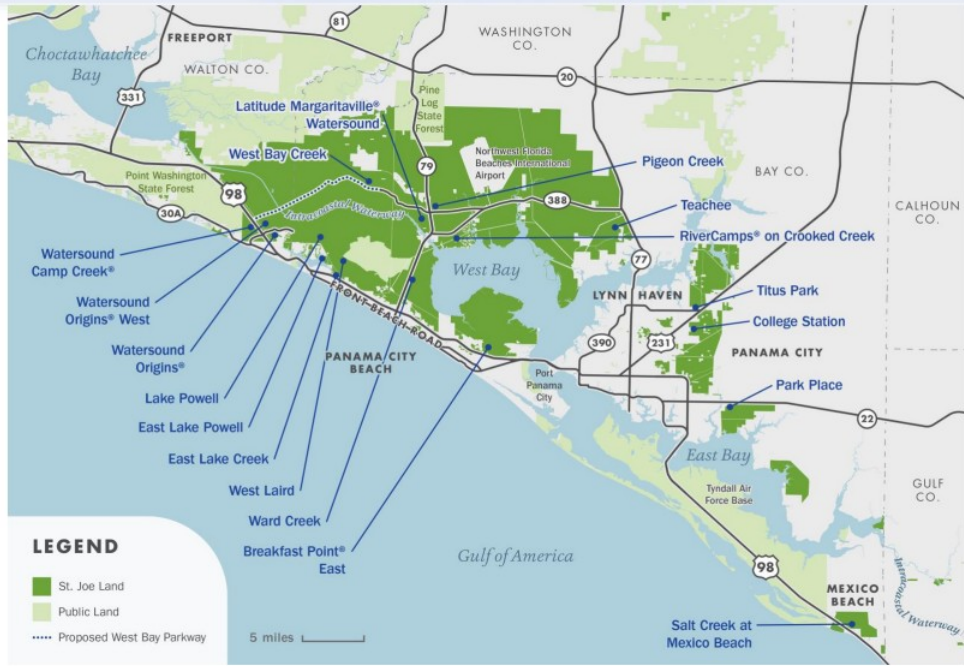 81
FREEPORT
WASHINGTON
CO.
Choctawhatchee
Bay
WALTON CO.
20
331
Pine
Log
State
Forest
Latitude Margaritaville®
Watersound
79
Northwest Florida
Beaches International
Airport
West Bay Creek
Pigeon Creek
BAY CO.
Point Washington
State Forest
98
388
Teachee
CALHOUN
CO.
30A
Intracoastal Waterway
RiverCamps® on Crooked Creek
Watersound
Camp Creek®
77
West Bay
LYNN HAVEN
Titus Park
Watersound
Origins® West
FRONT BEACH ROAD
College Station
390
231
PANAMA CITY
Watersound
Origins®
PANAMA CITY
BEACH
Port
Panama
City
Park Place
Lake Powell
22
East Lake Powell
East Lake Creek
East Bay
West Laird
Tyndall Air
Force Base
GULF
CO.
Ward Creek
Breakfast Point®
East
Gulf of America
LEGEND
St. Joe Land
Public Land
Proposed West Bay Parkway
98
MEXICO
BEACH
Intracoastal Waterway
5 miles
Salt Creek at
Mexico Beach